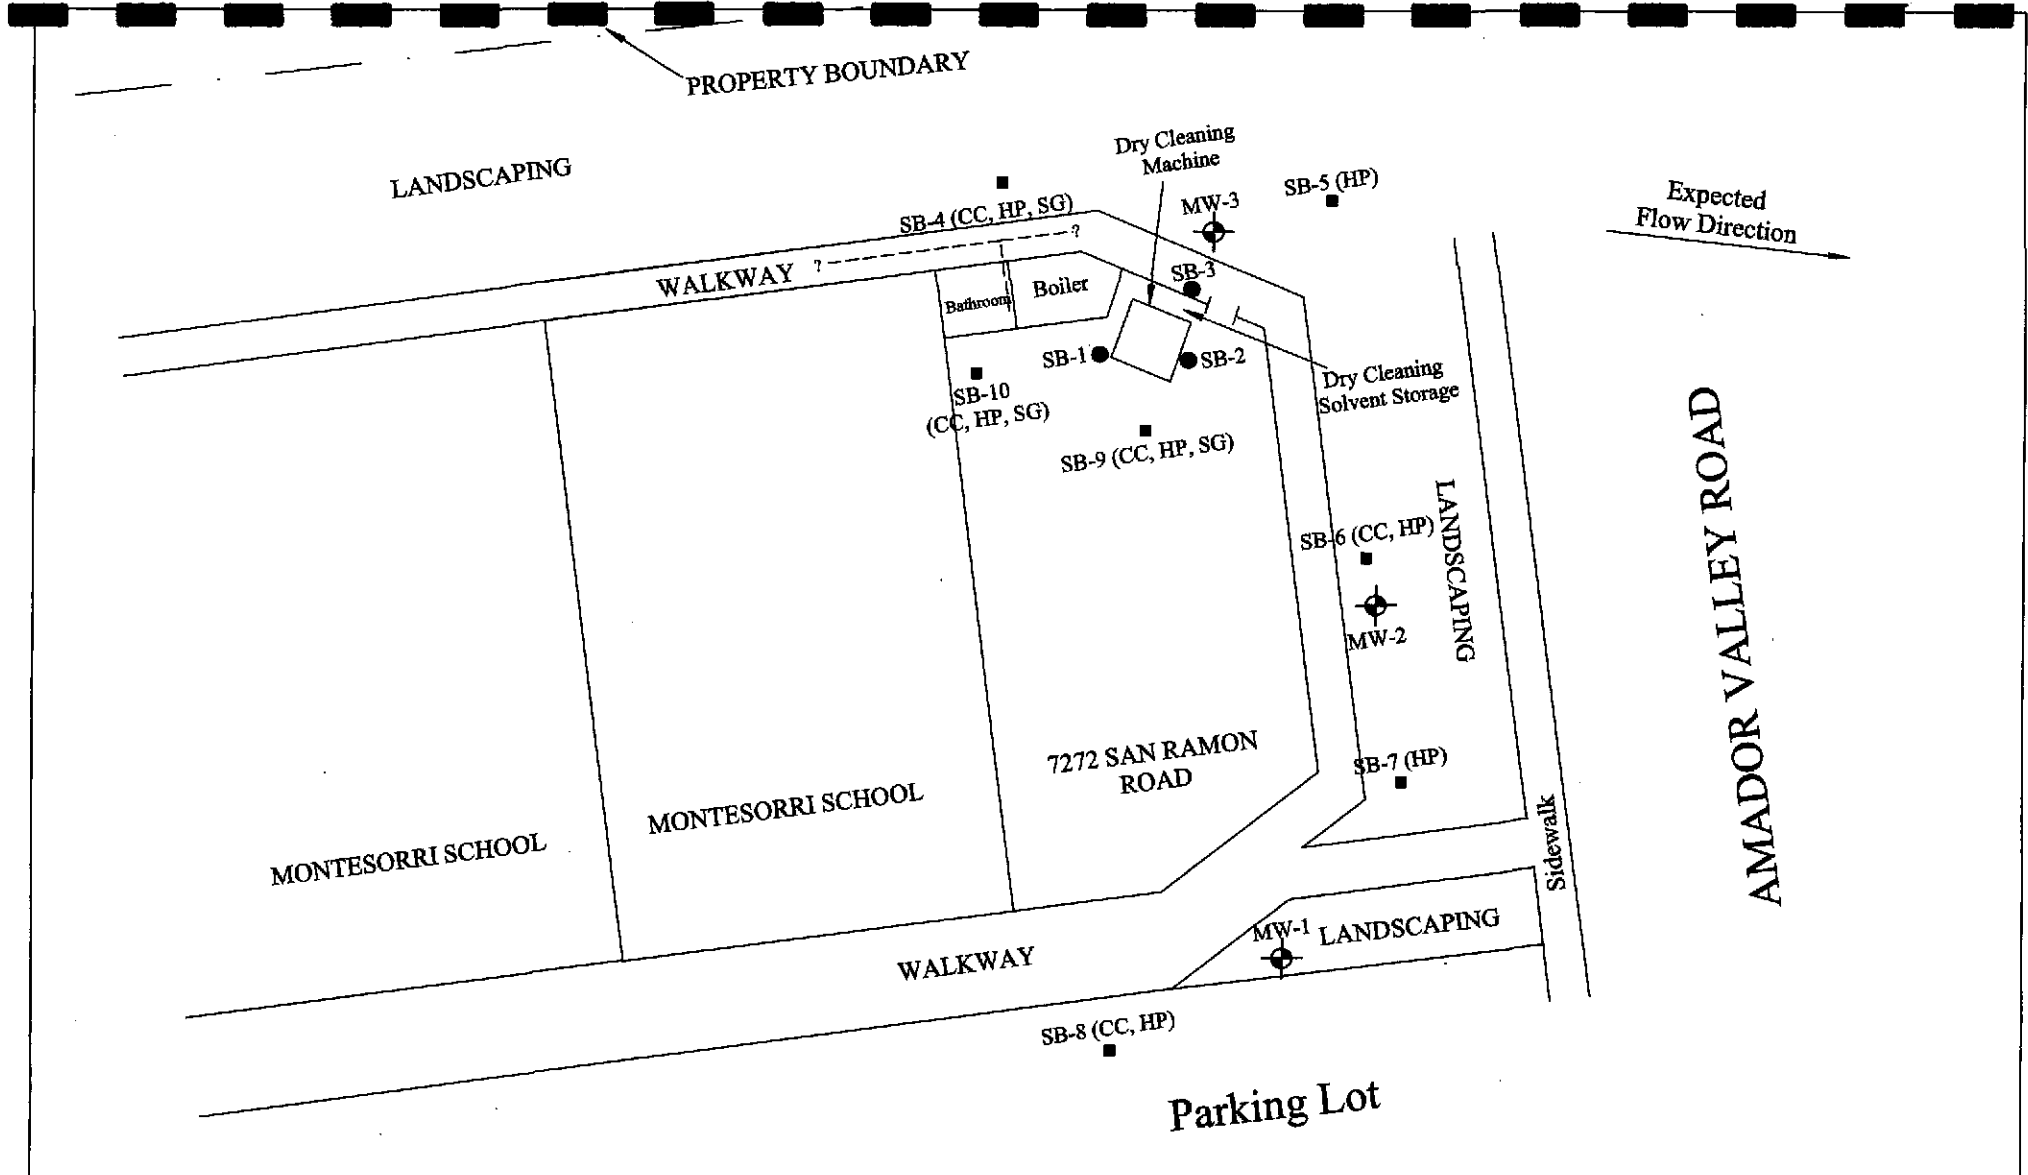 PROPERTY BOUNDARY
LANDSCAPING
Dry Cleaning
Machine
SB-4 (CC, HP, SG)
MW-3
SB-5 (HP)
Expected
Flow Direction
WALKWAY
?
?
SB-3
Bathroom
Boiler
SB-1
SB-2
Dry Cleaning
Solvent Storage
SB-10
(CC, HP, SG)
SB-9 (CC, HP, SG)
LANDSCAPING
SB-6 (CC, HP)
MW-2
AMADOR VALLEY ROAD
7272 SAN RAMON
ROAD
SB-7 (HP)
MONTESORRI SCHOOL
MONTESORRI SCHOOL
Sidewalk
MW-1
LANDSCAPING
WALKWAY
SB-8 (CC, HP)
Parking Lot